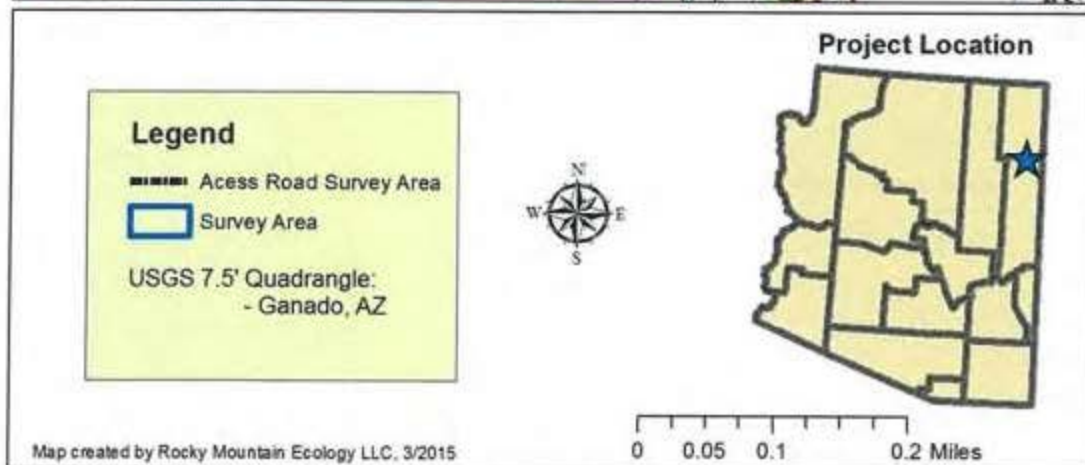 Project Location
Legend
Acess Road Survey Area
Survey Area
USGS 7.5' Quadrangle:
- Ganado, AZ
N
W
E
S
Map created by Rocky Mountain Ecology LLC, 3/2015
0 0.05 0.1 0.2 Miles